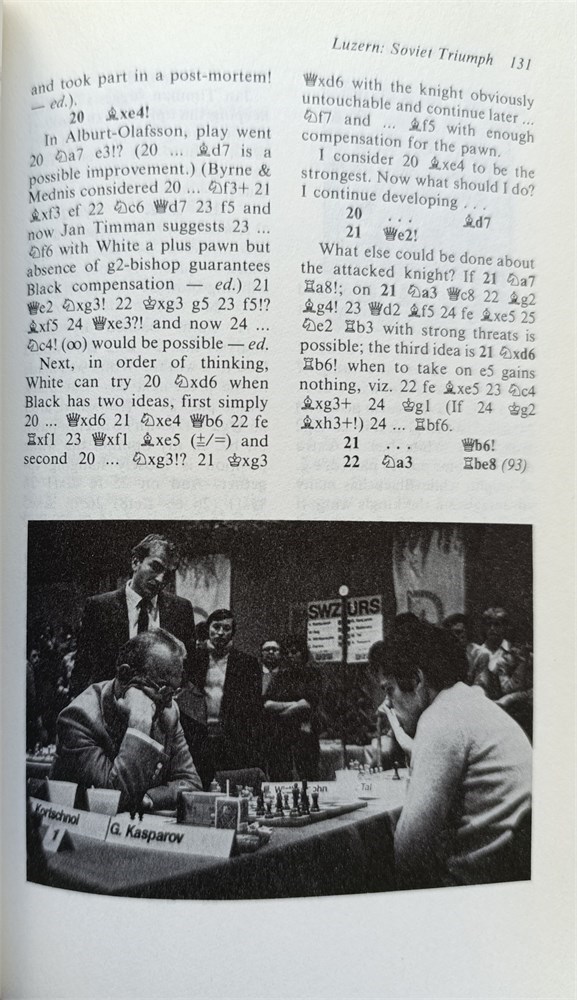 Luzern: Soviet Triumph 131
and took part in a post-mortem!
— ed.).
20 ♗xe4!
In Alburt-Olafsson, play went
20 ♘a7 e3!? (20 ... ♗d7 is a
possible improvement.) (Byrne &
Mednis considered 20 ... ♘f3+ 21
♗xf3 ef 22 ♘c6 ♕d7 23 f5 and
now Jan Timman suggests 23 ...
♘f6 with White a plus pawn but
absence of g2-bishop guarantees
Black compensation — ed.) 21
♕e2 ♘xg3! 22 ♔xg3 g5 23 f5!?
♗xf5 24 ♕xe3?! and now 24 ...
♘c4! (∞) would be possible — ed.
Next, in order of thinking,
White can try 20 ♘xd6 when
Black has two ideas, first simply
20 ... ♕xd6 21 ♘xe4 ♕b6 22 fe
♖xf1 23 ♕xf1 ♗xe5 (±/=) and
second 20 ... ♘xg3!? 21 ♔xg3
♕xd6 with the knight obviously
untouchable and continue later ...
♘f7 and ... ♗f5 with enough
compensation for the pawn.
I consider 20 ♗xe4 to be the
strongest. Now what should I do?
I continue developing ...
20 ... ♗d7
21 ♕e2!
What else could be done about
the attacked knight? If 21 ♘a7
♖a8!; on 21 ♘a3 ♕c8 22 ♗g2
♗g4! 23 ♕d2 ♗f5 24 fe ♗xe5 25
♘e2 ♖b3 with strong threats is
possible; the third idea is 21 ♘xd6
♖b6! when to take on e5 gains
nothing, viz. 22 fe ♗xe5 23 ♘c4
♗xg3+ 24 ♔g1 (If 24 ♔g2
♗xh3+!) 24 ... ♖bf6.
21 ... ♕b6!
22 ♘a3 ♖be8 (93)
SWZ URS
Kortschnoi
1
G. Kasparov
Tal